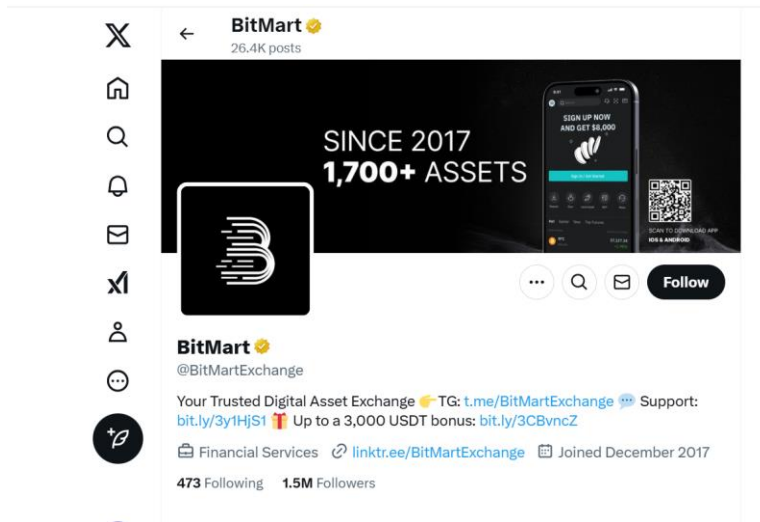 BitMart
26.4K posts
SINCE 2017
1,700+ ASSETS
SIGN UP NOW
AND GET $8,000
SCAN TO DOWNLOAD APP
IOS & ANDROID
Follow
BitMart
@BitMartExchange
Your Trusted Digital Asset Exchange 👉TG: t.me/BitMartExchange 💬 Support:
bit.ly/3y1HjS1 🎁 Up to a 3,000 USDT bonus: bit.ly/3CBvncZ
Financial Services linktr.ee/BitMartExchange Joined December 2017
473 Following 1.5M Followers